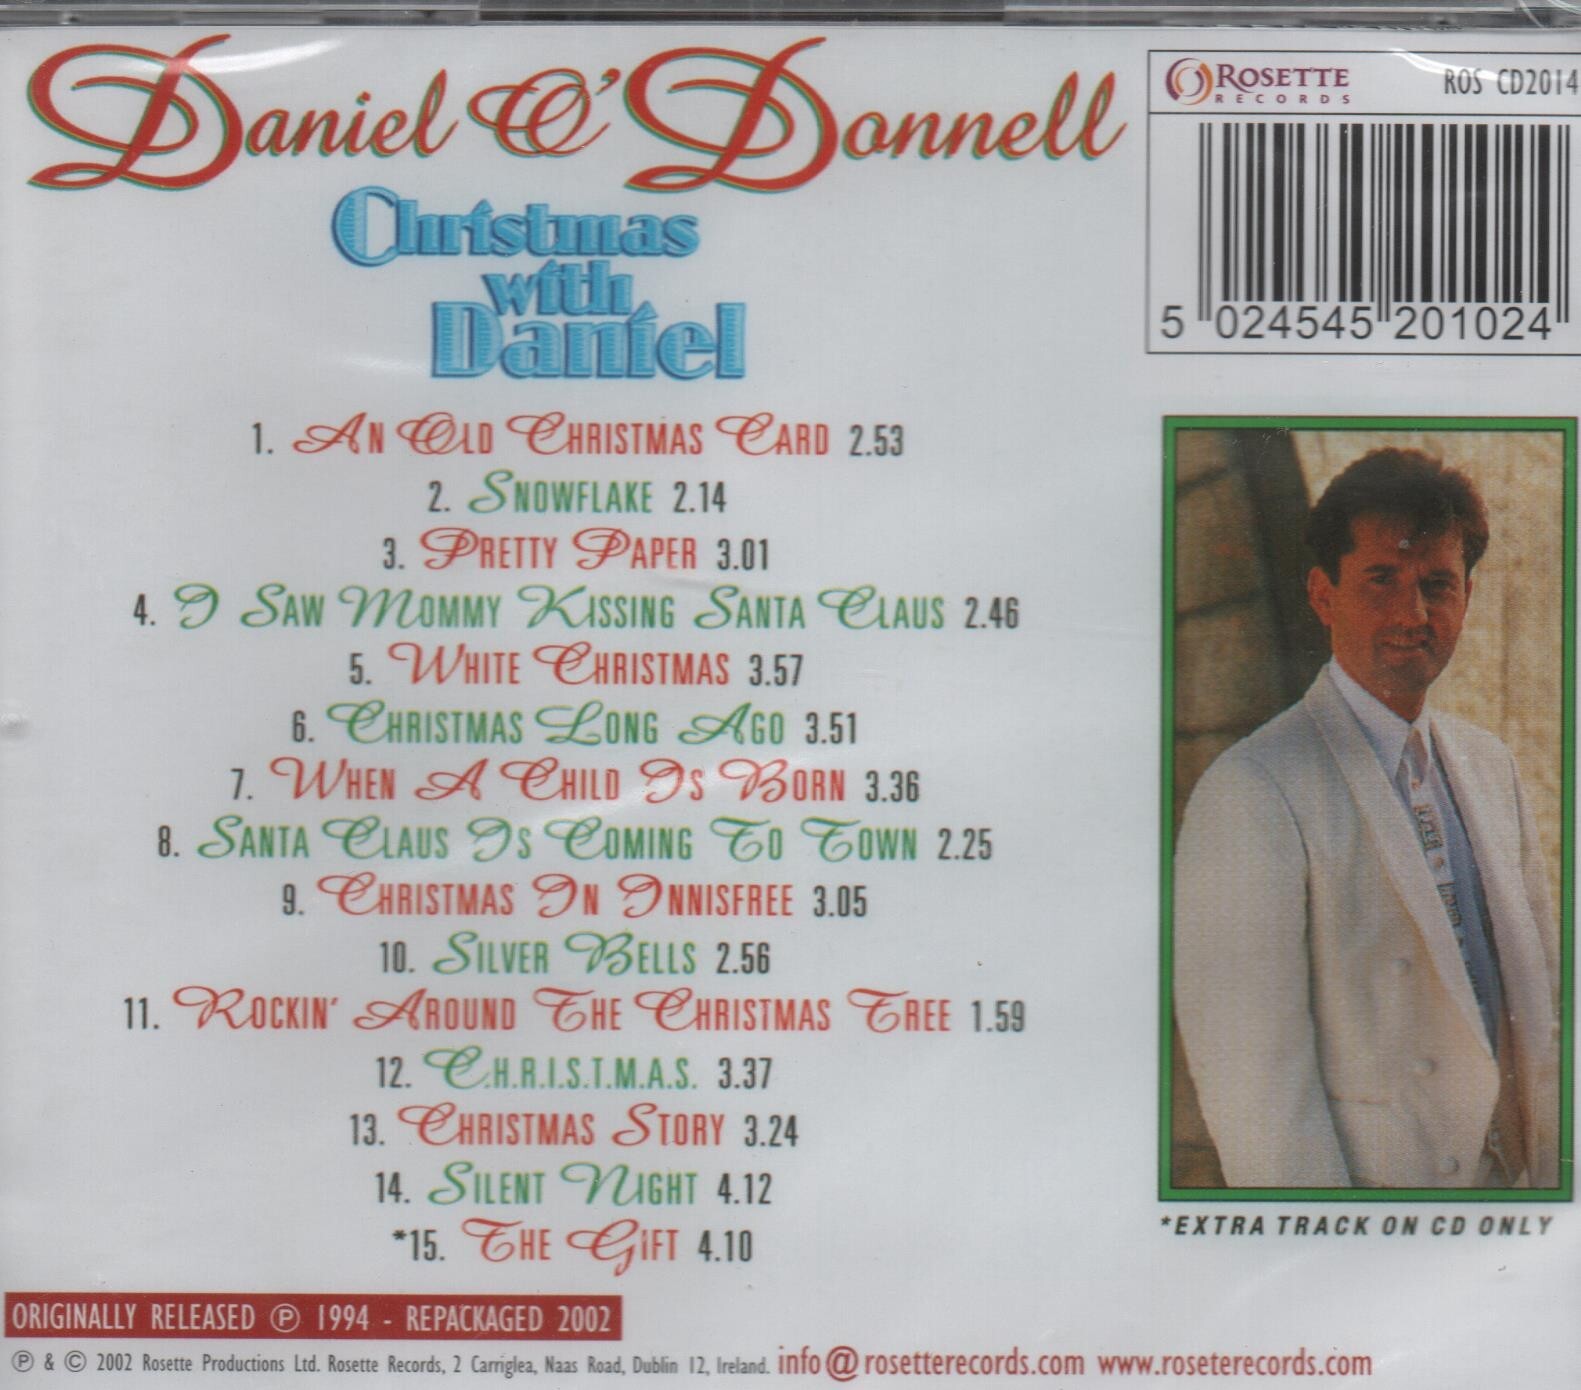 Daniel O'Donnell
Christmas
with
Daniel
ROSETTE
RECORDS
ROS CD2014
5 024545 201024
1. An Old Christmas Card 2.53
2. Snowflake 2.14
3. Pretty Paper 3.01
4. I Saw Mommy Kissing Santa Claus 2.46
5. White Christmas 3.57
6. Christmas Long Ago 3.51
7. When A Child Is Born 3.36
8. Santa Claus Is Coming To Town 2.25
9. Christmas In Innisfree 3.05
10. Silver Bells 2.56
11. Rockin' Around The Christmas Tree 1.59
12. C.H.R.I.S.T.M.A.S. 3.37
13. Christmas Story 3.24
14. Silent Night 4.12
*15. The Gift 4.10
*EXTRA TRACK ON CD ONLY
ORIGINALLY RELEASED ℗ 1994 - REPACKAGED 2002
℗ & © 2002 Rosette Productions Ltd. Rosette Records, 2 Carriglea, Naas Road, Dublin 12, Ireland. info@rosetterecords.com www.roseterecords.com